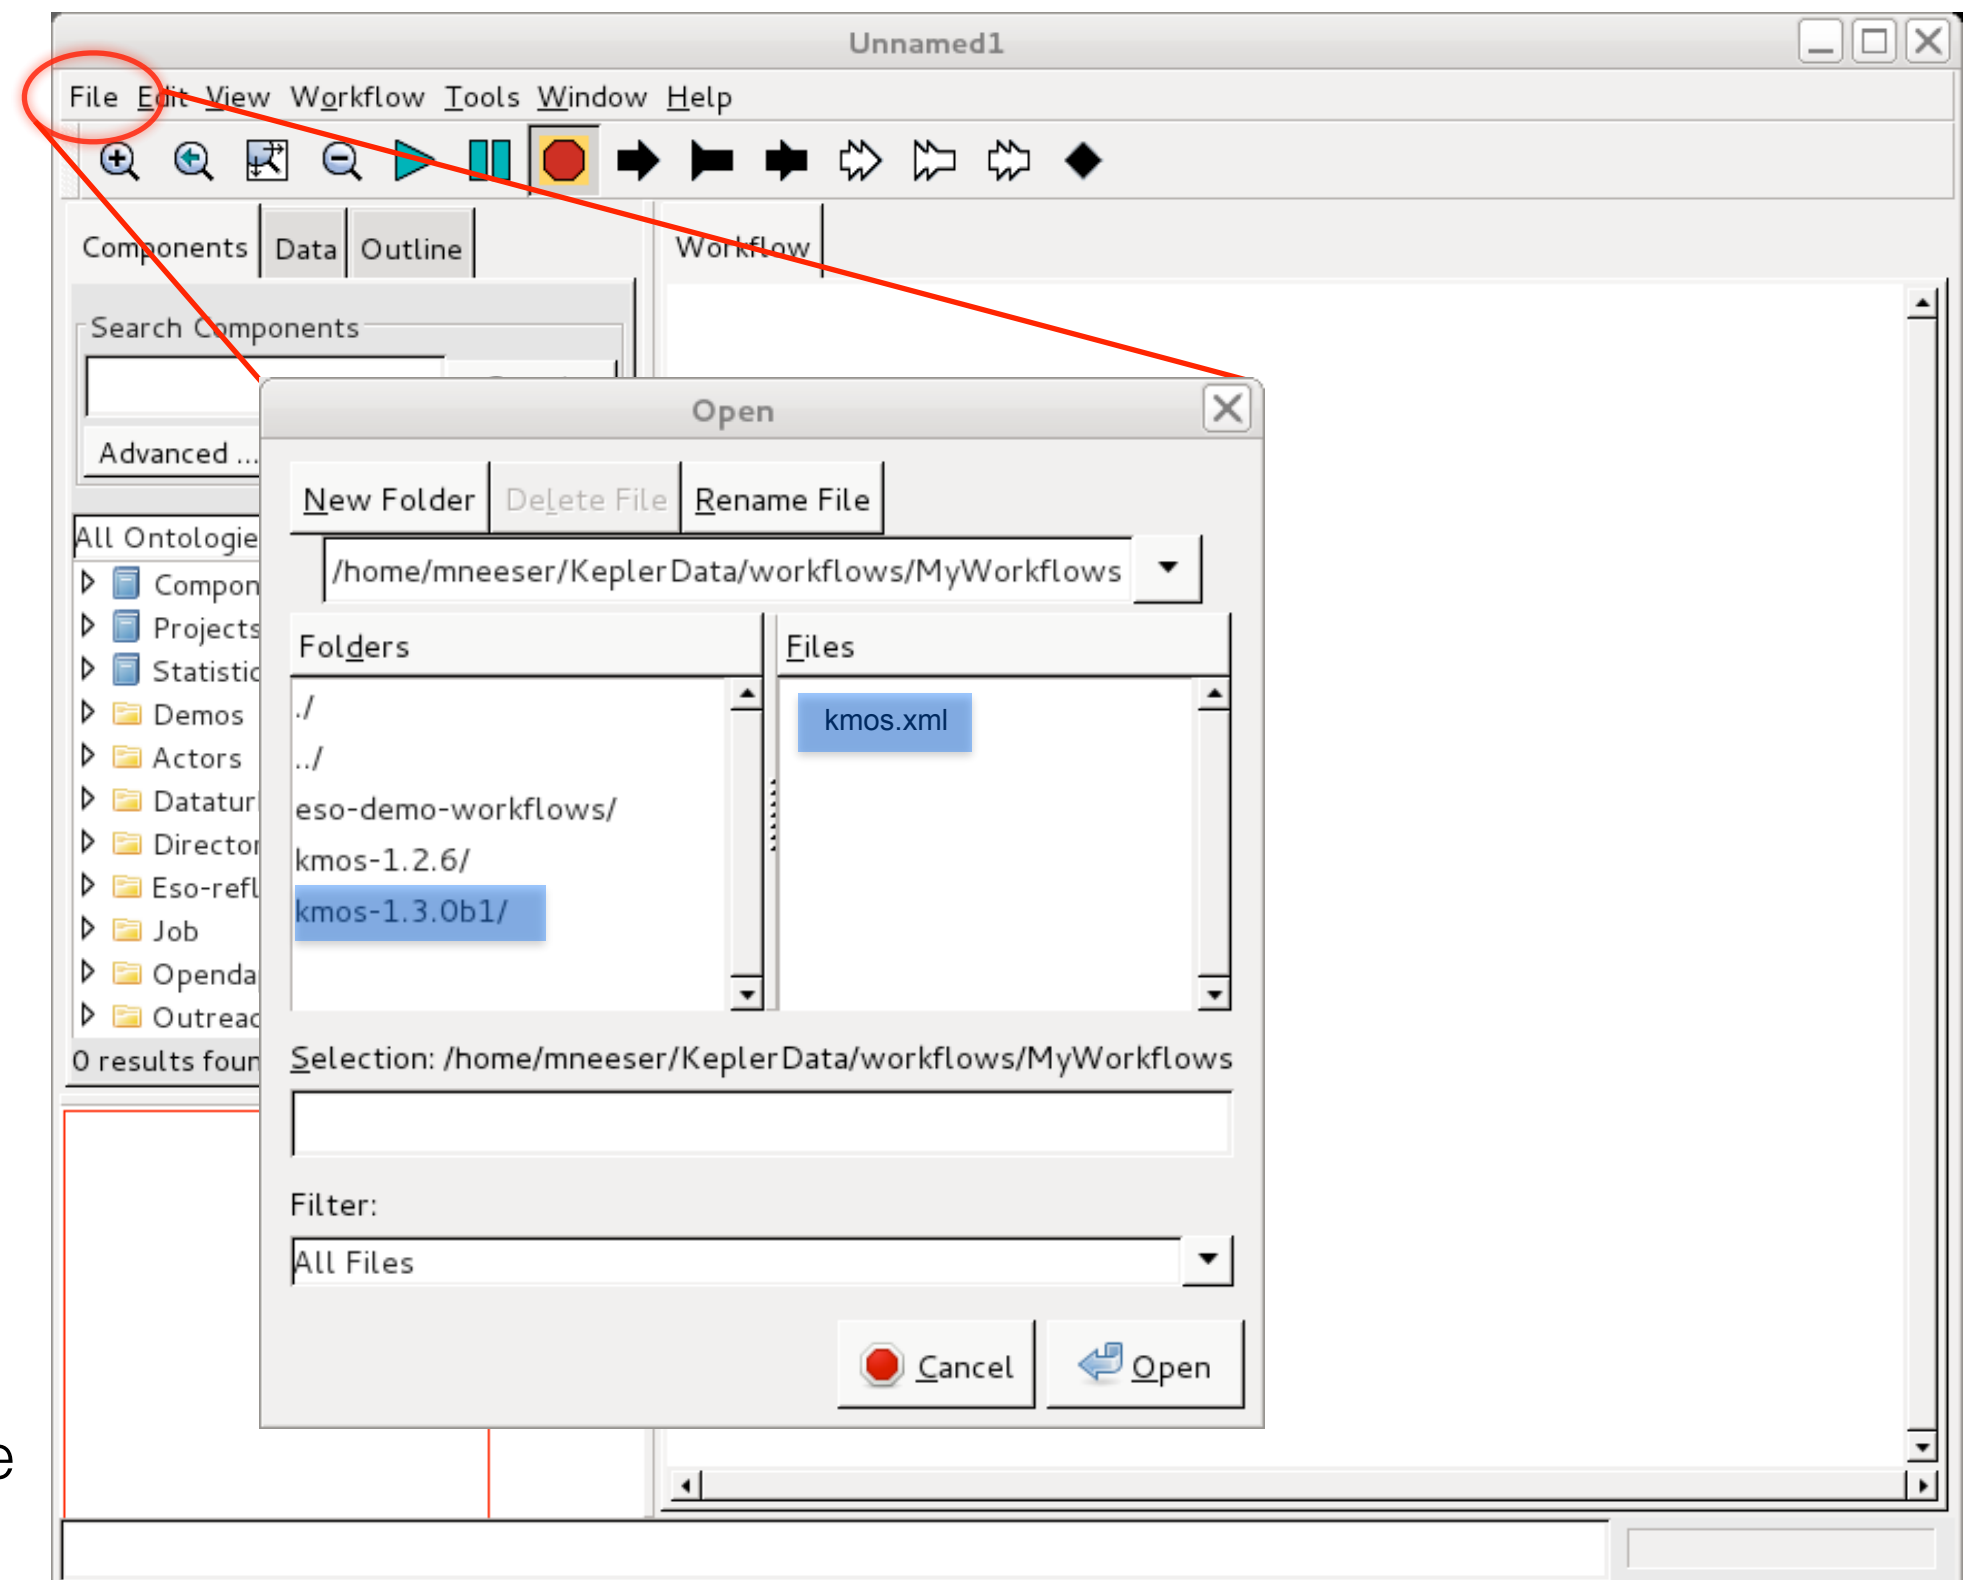 Unnamed1
File Edit View Workflow Tools Window Help
Components Data Outline
Workflow
Search Components
Advanced ...
All Ontologie
Compon
Projects
Statistic
Demos
Actors
Datatur
Director
Eso-refl
Job
Openda
Outreac
0 results foun
Open
New Folder Delete File Rename File
/home/mneeser/KeplerData/workflows/MyWorkflows
Folders
./
../
eso-demo-workflows/
kmos-1.2.6/
kmos-1.3.0b1/
Files
kmos.xml
Selection: /home/mneeser/KeplerData/workflows/MyWorkflows
Filter:
All Files
Cancel Open
e